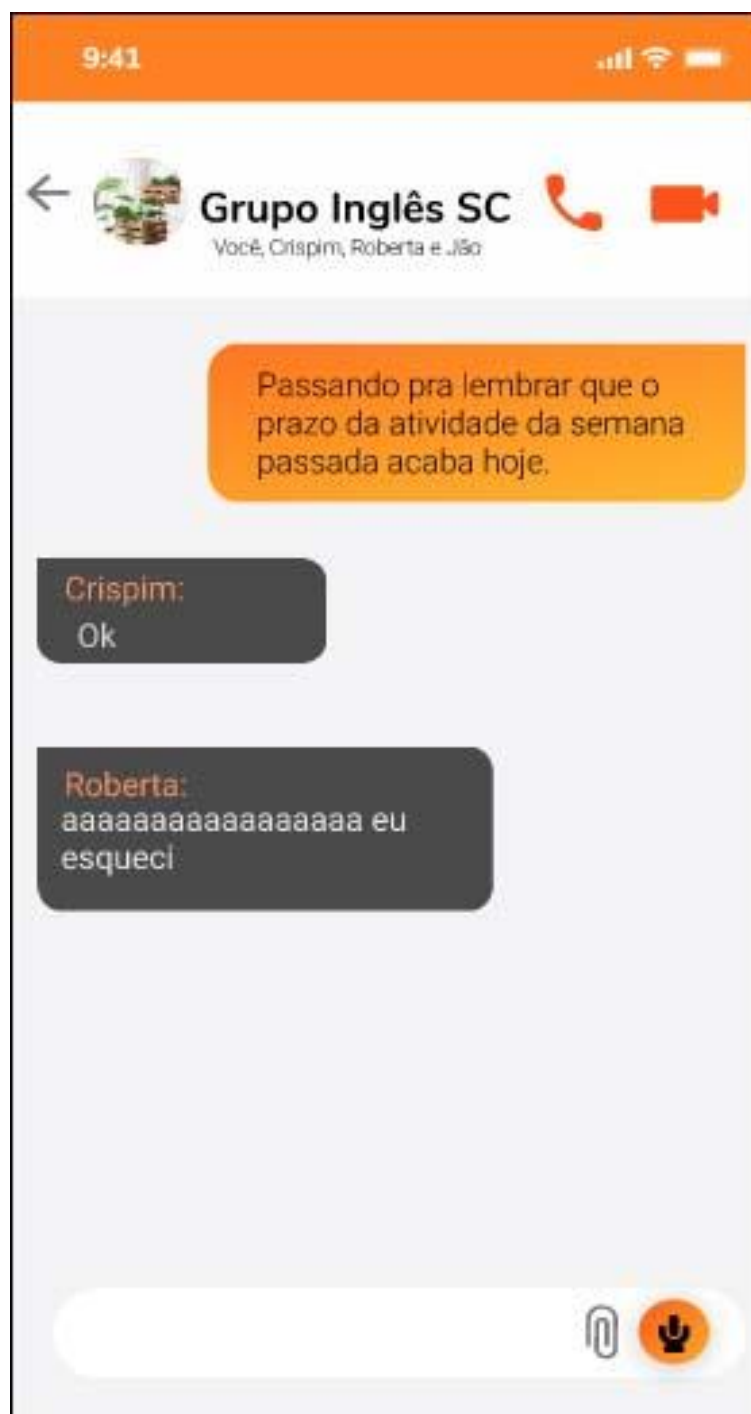 9:41
Grupo Inglês SC
Você, Crispim, Roberta e Jão
Passando pra lembrar que o
prazo da atividade da semana
passada acaba hoje.
Crispim:
Ok
Roberta:
aaaaaaaaaaaaaaaaa eu
esqueci